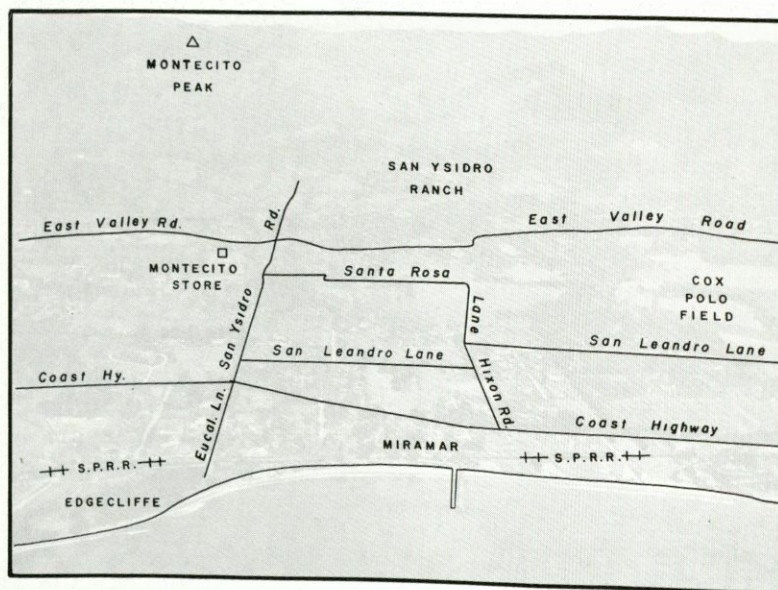 MONTECITO
PEAK
SAN YSIDRO
RANCH
East Valley Rd.
Rd.
East Valley Road
MONTECITO
STORE
Santa Rosa
Lane
COX
POLO
FIELD
San Ysidro
San Leandro Lane
San Leandro Lane
Hixon Rd.
Coast Hy.
Eucal. Ln.
Coast Highway
MIRAMAR
S.P.R.R.
S.P.R.R.
EDGECLIFFE